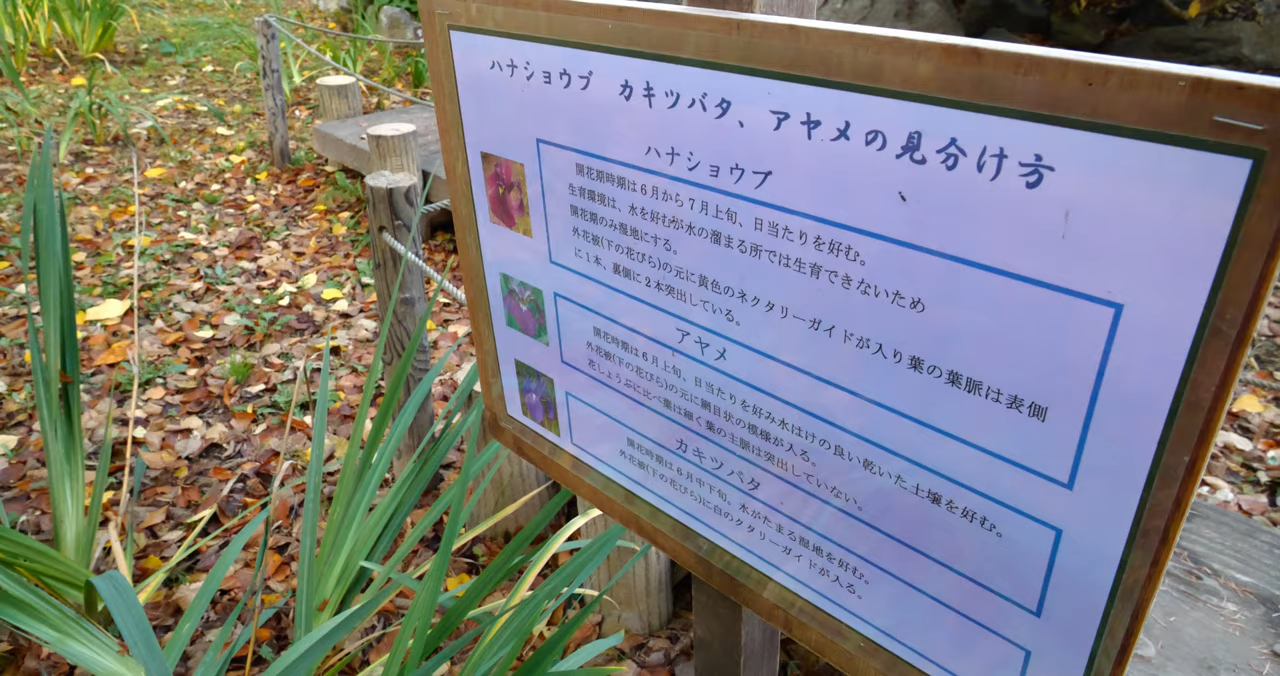 ハナショウブ カキツバタ、アヤメの見分け方
ハナショウブ
開花期時期は6月から7月上旬、日当たりを好む。
生育環境は、水を好むが水の溜まる所では生育できないため
開花期のみ湿地にする。
外花被(下の花びら)の元に黄色のネクタリーガイドが入り葉の葉脈は表側
に1本、裏側に2本突出している。
アヤメ
開花時期は6月上旬、日当たりを好み水はけの良い乾いた土壌を好む。
外花被(下の花びら)の元に網目状の模様が入る。
花しょうぶに比べ葉は細く葉の主脈は突出していない。
カキツバタ
開花時期は6月中下旬。水がたまる湿地を好む。
外花被(下の花びら)に白のクタリーガイドが入る。